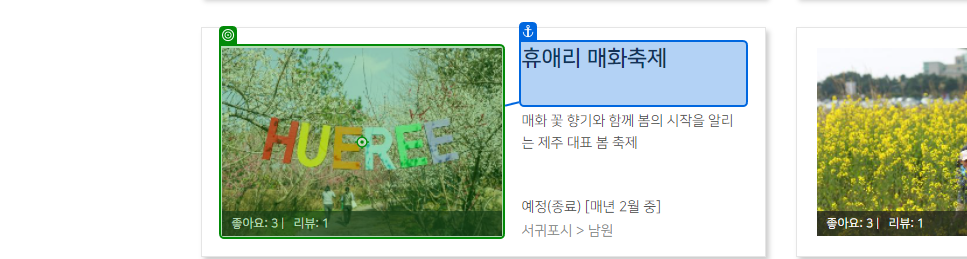 휴애리 매화축제
HUEREE
매화 꽃 향기와 함께 봄의 시작을 알리
는 제주 대표 봄 축제
예정(종료) [매년 2월 중]
좋아요: 3 | 리뷰: 1
서귀포시 > 남원
좋아요: 3 | 리뷰: 1